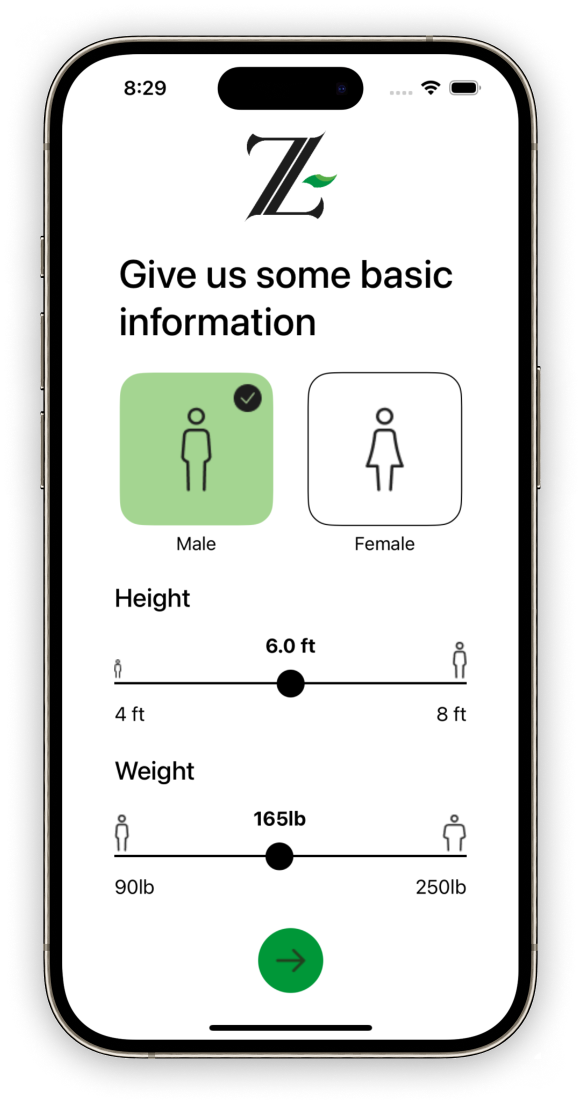 8:29
Z
Give us some basic
information
Male Female
Height
6.0 ft
4 ft 8 ft
Weight
165lb
90lb 250lb